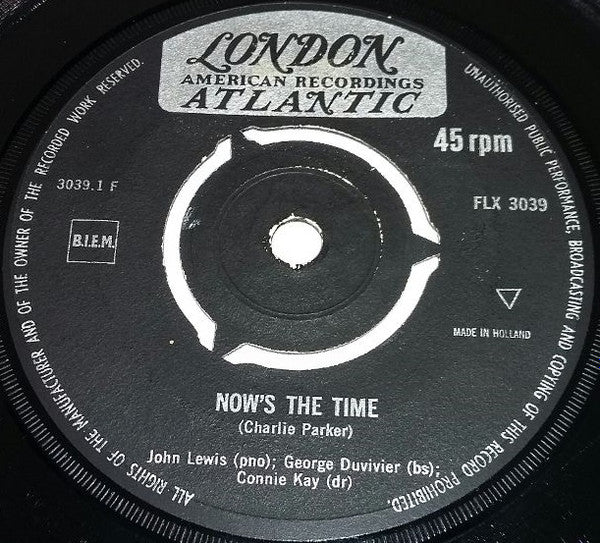 LONDON
AMERICAN RECORDINGS
ATLANTIC
45 rpm
3039.1 F
FLX 3039
B.I.E.M.
MADE IN HOLLAND
NOW'S THE TIME
(Charlie Parker)
John Lewis (pno); George Duvivier (bs);
Connie Kay (dr)
ALL RIGHTS OF THE MANUFACTURER AND OF THE OWNER OF THE RECORDED WORK RESERVED.
UNAUTHORISED PUBLIC PERFORMANCE, BROADCASTING AND COPYING OF THIS RECORD PROHIBITED.